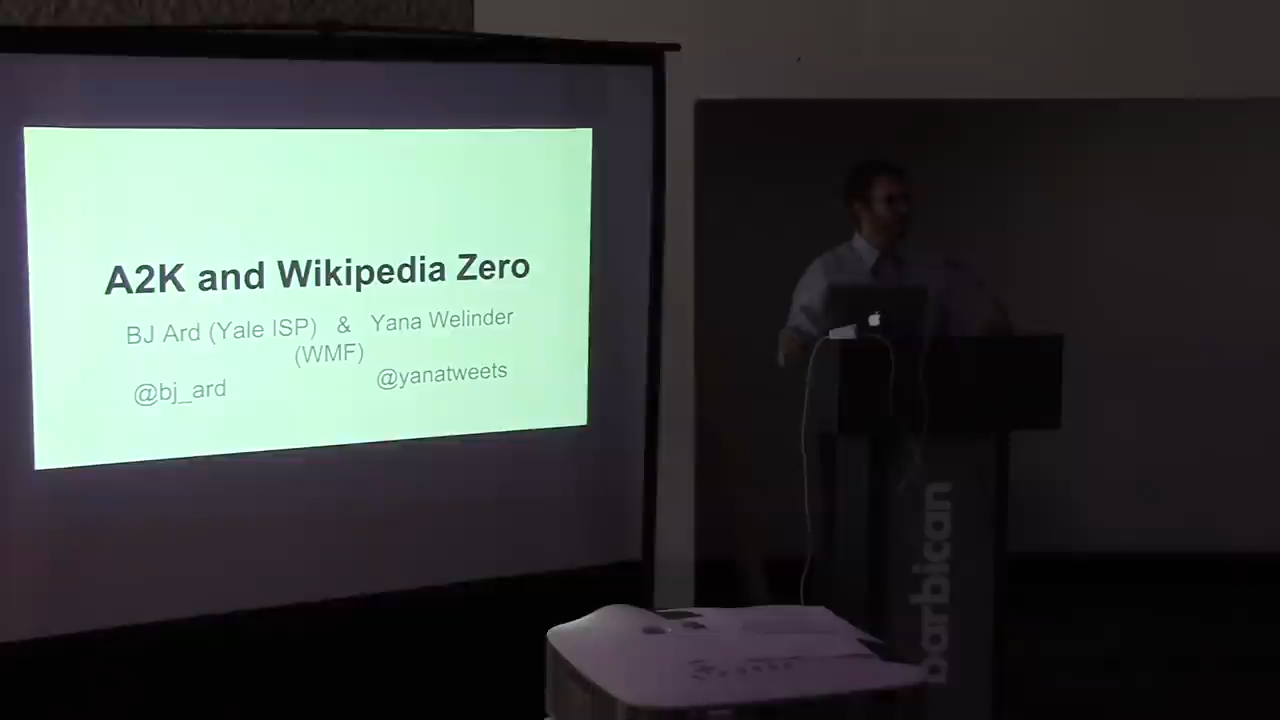 A2K and Wikipedia Zero
BJ Ard (Yale ISP) & Yana Welinder
(WMF)
@bj_ard @yanatweets
barbican